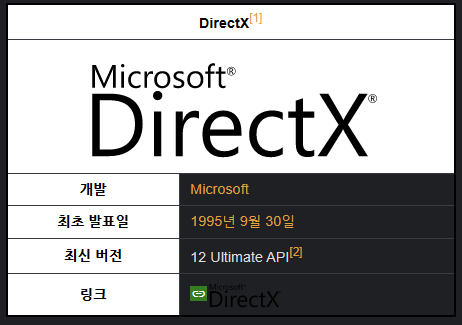 DirectX[1]
Microsoft®
DirectX®
개발 Microsoft
최초 발표일 1995년 9월 30일
최신 버전 12 Ultimate API[2]
링크 Microsoft DirectX